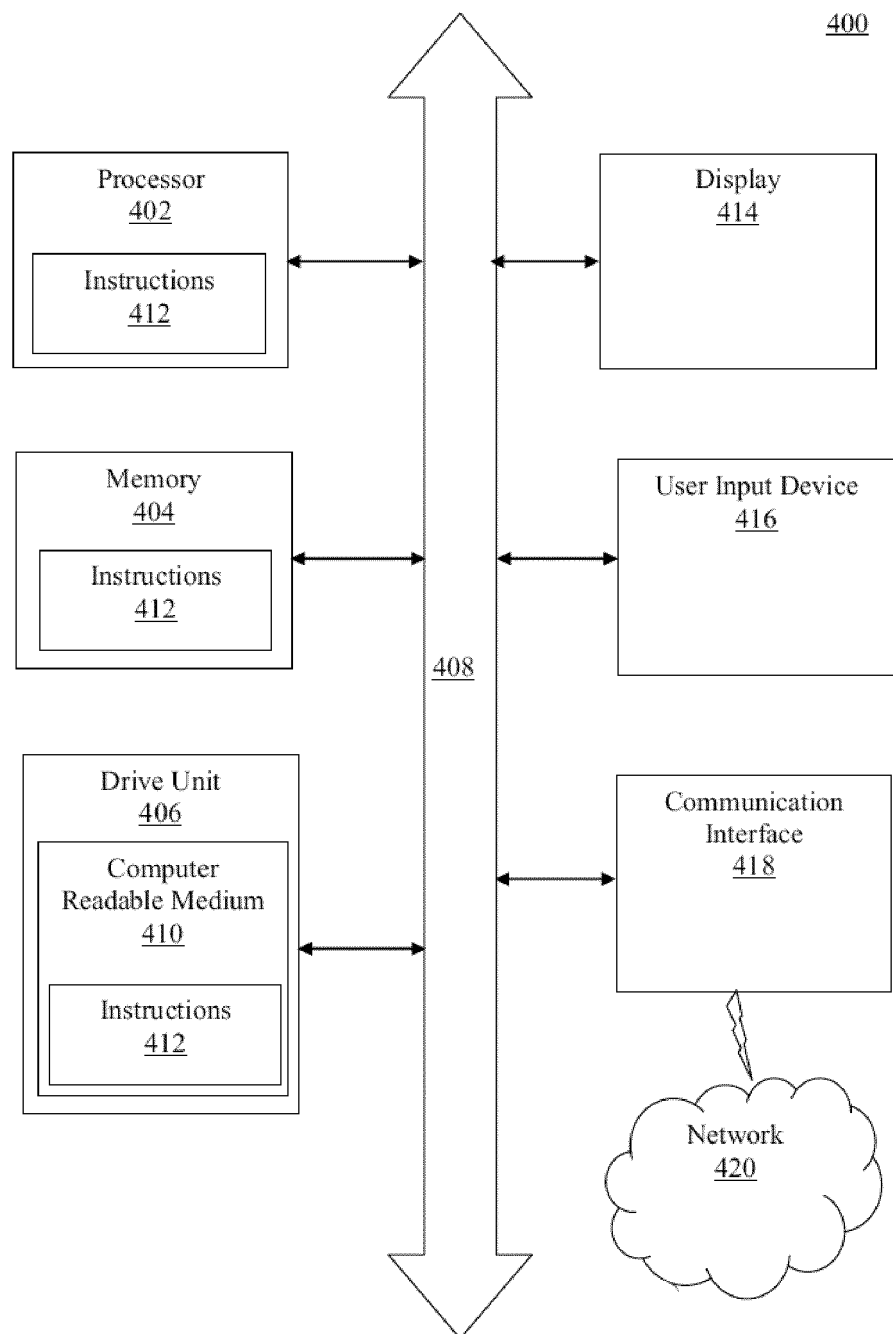 400
Processor
402
Instructions
412
Display
414
Memory
404
Instructions
412
User Input Device
416
408
Drive Unit
406
Computer
Readable Medium
410
Instructions
412
Communication
Interface
418
Network
420